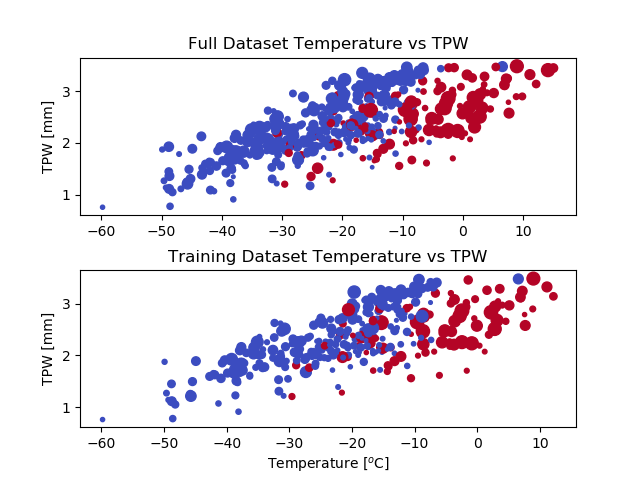 Full Dataset Temperature vs TPW
TPW [mm]
3
2
1
−60 −50 −40 −30 −20 −10 0 10
Training Dataset Temperature vs TPW
TPW [mm]
3
2
1
−60 −50 −40 −30 −20 −10 0 10
Temperature [°C]